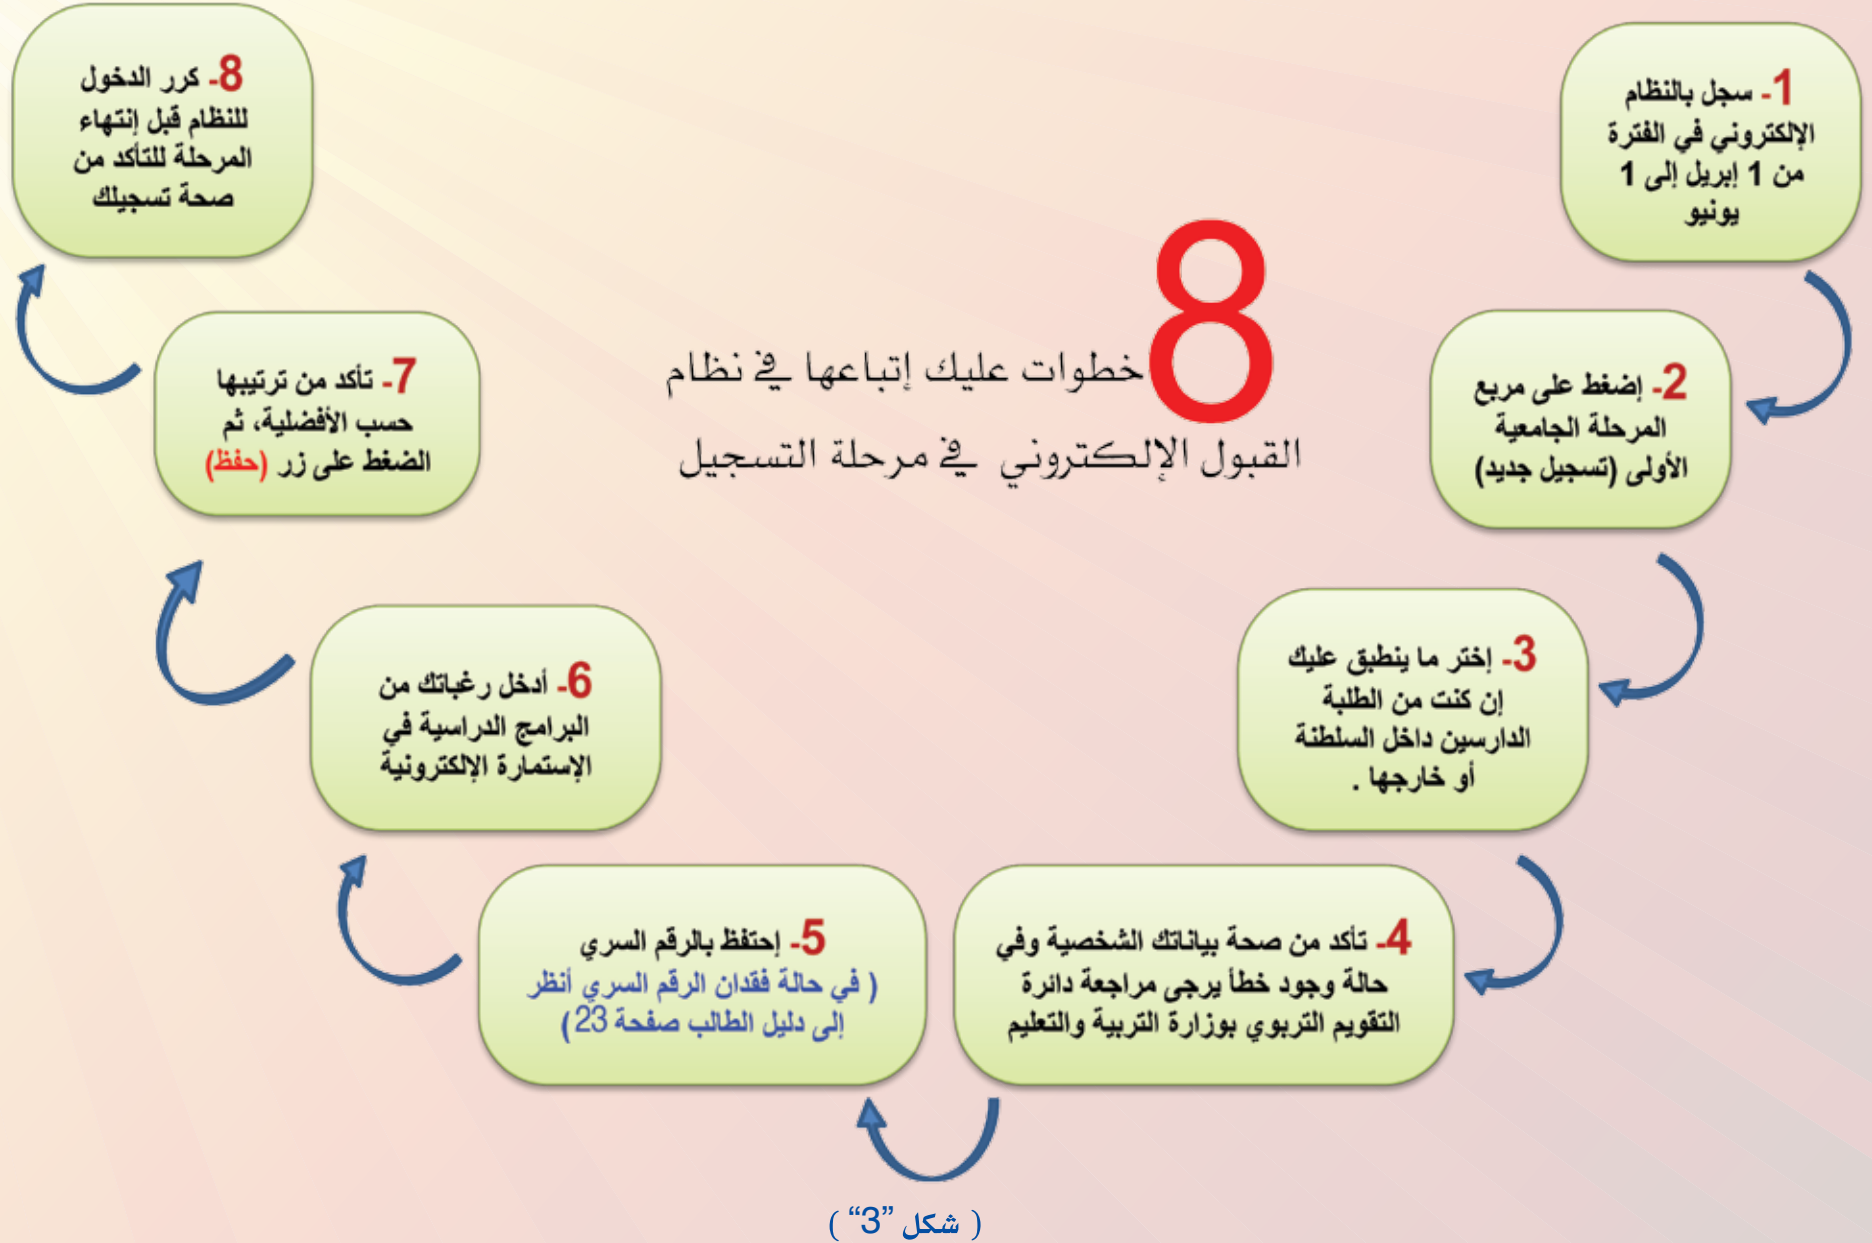 8 خطوات عليك إتباعها في نظام
القبول الإلكتروني في مرحلة التسجيل
1- سجل بالنظام
الإلكتروني في الفترة
من 1 إبريل إلى 1
يونيو
2- إضغط على مربع
المرحلة الجامعية
الأولى (تسجيل جديد)
3- إختر ما ينطبق عليك
إن كنت من الطلبة
الدارسين داخل السلطنة
أو خارجها .
4- تأكد من صحة بياناتك الشخصية وفي
حالة وجود خطأ يرجى مراجعة دائرة
التقويم التربوي بوزارة التربية والتعليم
5- إحتفظ بالرقم السري
( في حالة فقدان الرقم السري أنظر
إلى دليل الطالب صفحة 23)
6- أدخل رغباتك من
البرامج الدراسية في
الإستمارة الإلكترونية
7- تأكد من ترتيبها
حسب الأفضلية، ثم
الضغط على زر (حفظ)
8- كرر الدخول
للنظام قبل إنتهاء
المرحلة للتأكد من
صحة تسجيلك
( شكل ”3“ )